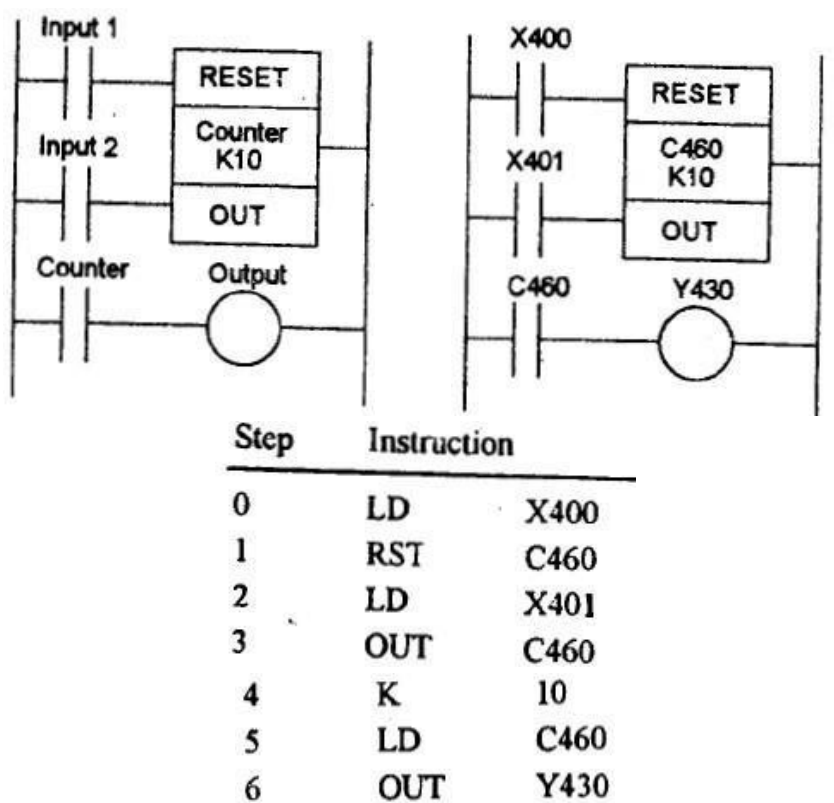 Input 1
RESET
Counter
K10
Input 2
OUT
Counter Output
X400
RESET
C460
K10
X401
OUT
C460 Y430
Step Instruction
0 LD X400
1 RST C460
2 LD X401
3 OUT C460
4 K 10
5 LD C460
6 OUT Y430